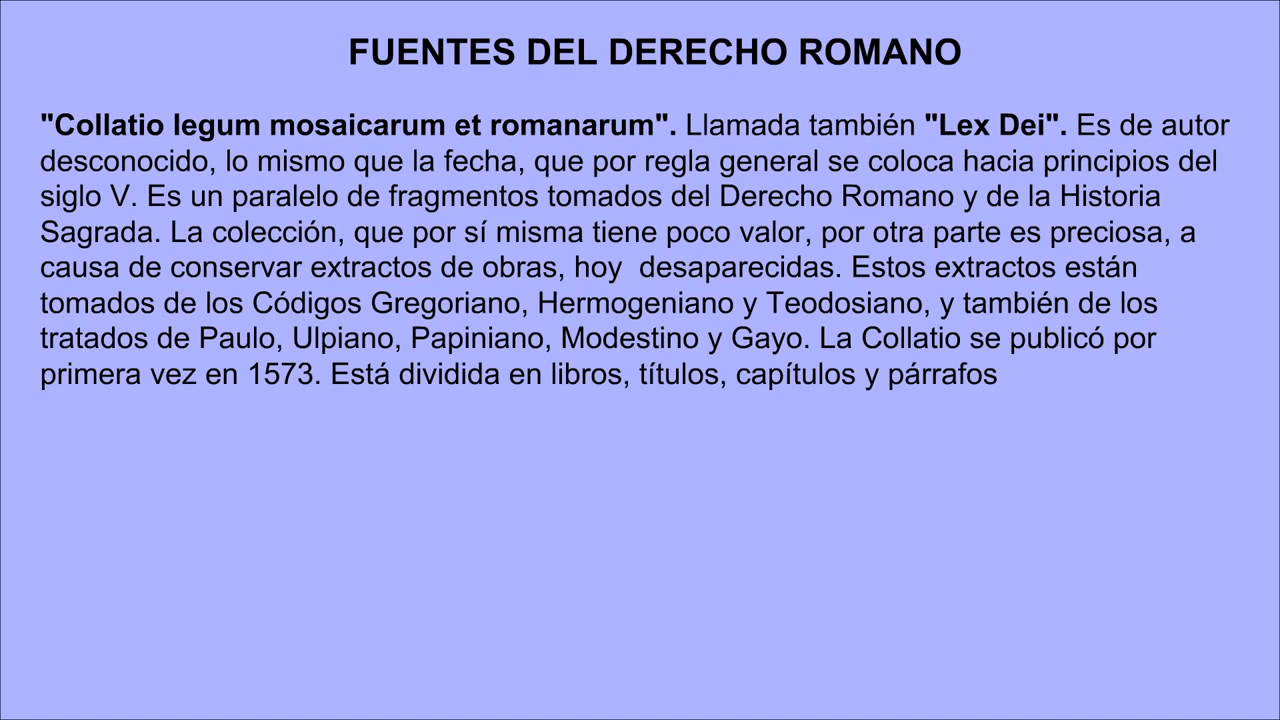 FUENTES DEL DERECHO ROMANO
"Collatio legum mosaicarum et romanarum". Llamada también "Lex Dei". Es de autor
desconocido, lo mismo que la fecha, que por regla general se coloca hacia principios del
siglo V. Es un paralelo de fragmentos tomados del Derecho Romano y de la Historia
Sagrada. La colección, que por sí misma tiene poco valor, por otra parte es preciosa, a
causa de conservar extractos de obras, hoy  desaparecidas. Estos extractos están
tomados de los Códigos Gregoriano, Hermogeniano y Teodosiano, y también de los
tratados de Paulo, Ulpiano, Papiniano, Modestino y Gayo. La Collatio se publicó por
primera vez en 1573. Está dividida en libros, títulos, capítulos y párrafos